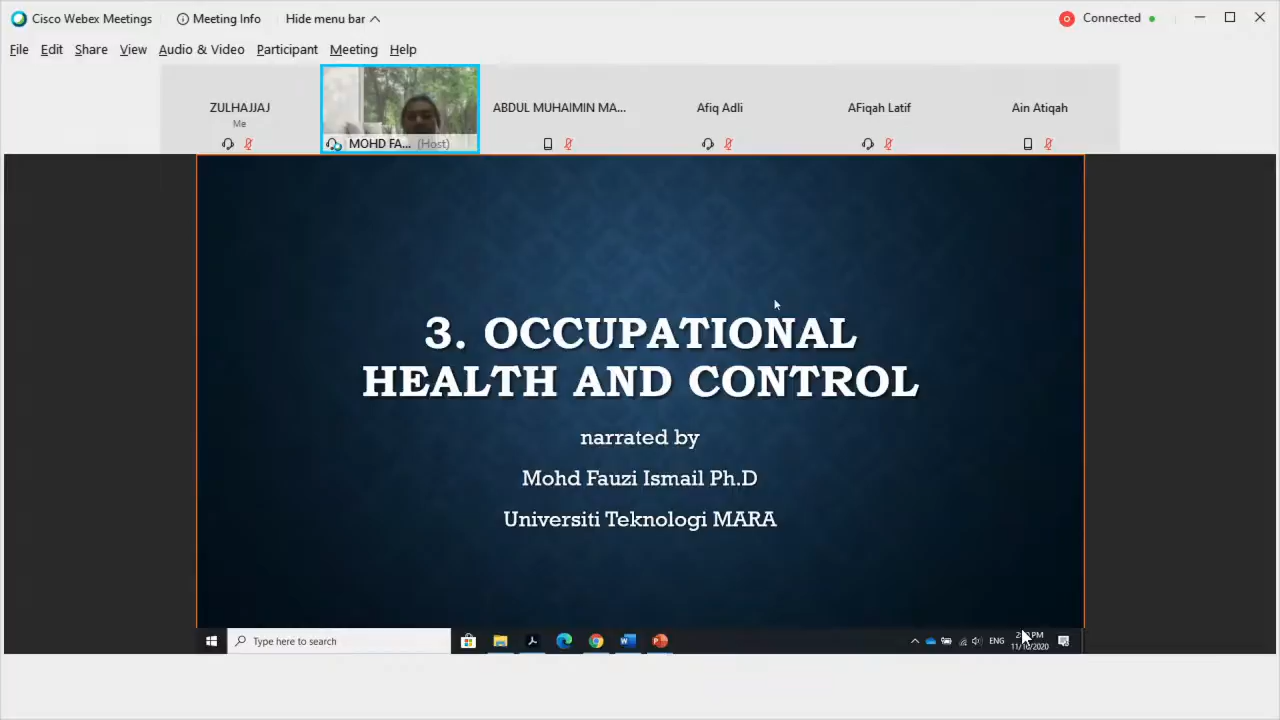 Cisco Webex Meetings
Meeting Info
Hide menu bar
Connected
File Edit Share View Audio & Video Participant Meeting Help
ZULHAJJAJ
Me
MOHD FA... (Host)
ABDUL MUHAIMIN MA...
Afiq Adli
AFiqah Latif
Ain Atiqah
3. OCCUPATIONAL
HEALTH AND CONTROL
narrated by
Mohd Fauzi Ismail Ph.D
Universiti Teknologi MARA
Type here to search
ENG
PM